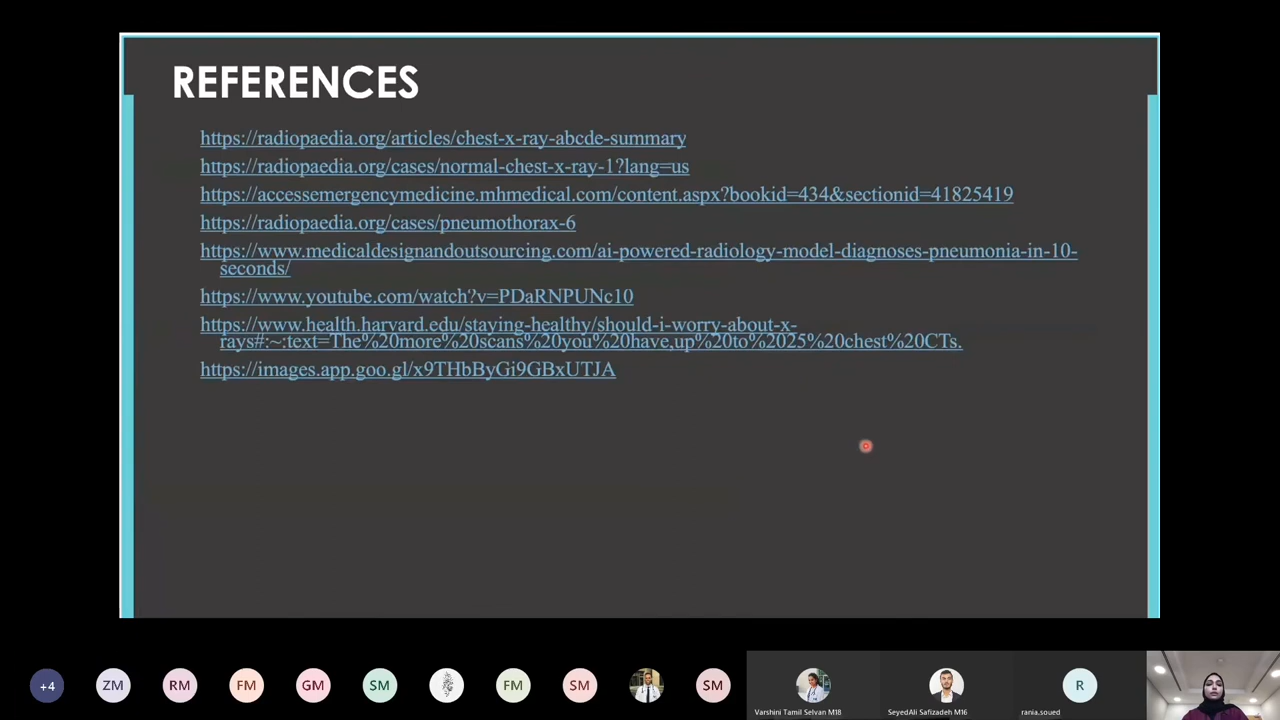 REFERENCES
https://radiopaedia.org/articles/chest-x-ray-abcde-summary
https://radiopaedia.org/cases/normal-chest-x-ray-1?lang=us
https://accessemergencymedicine.mhmedical.com/content.aspx?bookid=434&sectionid=41825419
https://radiopaedia.org/cases/pneumothorax-6
https://www.medicaldesignandoutsourcing.com/ai-powered-radiology-model-diagnoses-pneumonia-in-10-
seconds/
https://www.youtube.com/watch?v=PDaRNPUNc10
https://www.health.harvard.edu/staying-healthy/should-i-worry-about-x-
rays#:~:text=The%20more%20scans%20you%20have,up%20to%2025%20chest%20CTs.
https://images.app.goo.gl/x9THbByGi9GBxUTJA
+4
ZM
RM
FM
GM
SM
FM
SM
SM
R
Varshini Tamil Selvan M18
SeyedAli Safizadeh M16
rania.soued